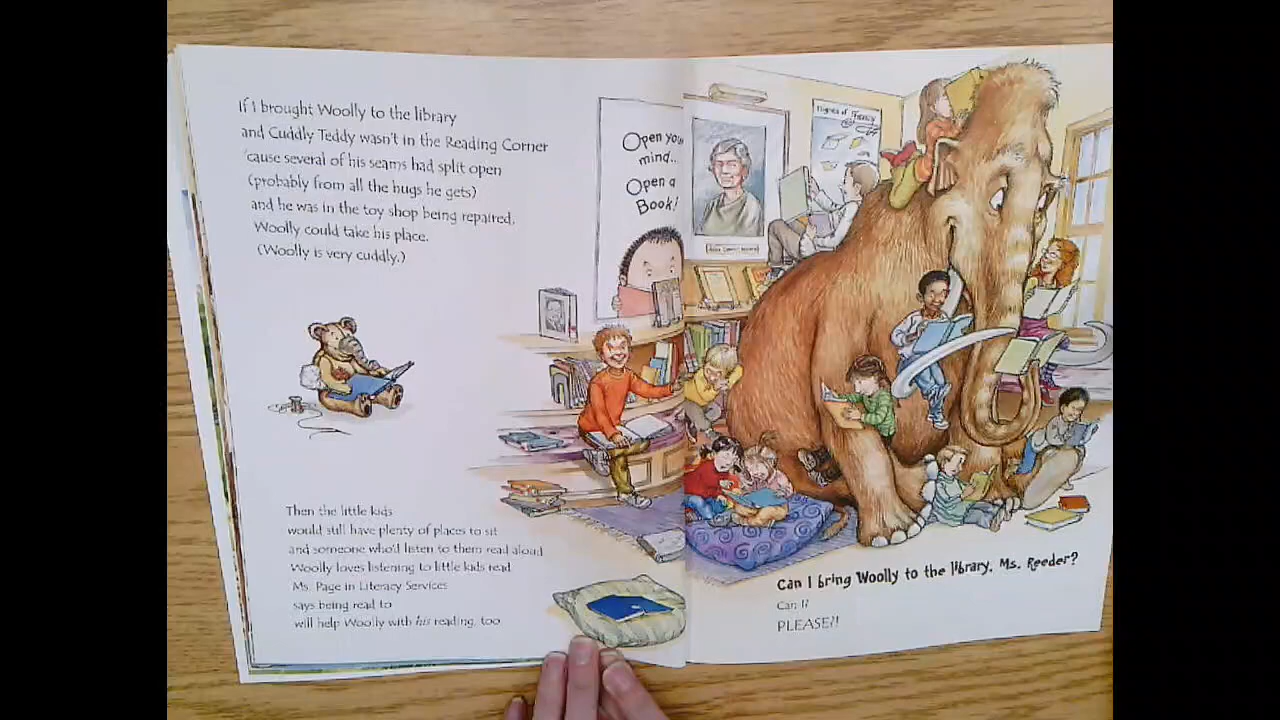 If I brought Woolly to the library
and Cuddly Teddy wasn't in the Reading Corner
'cause several of his seams had split open
(probably from all the hugs he gets)
and he was in the toy shop being repaired,
Woolly could take his place.
(Woolly is very cuddly.)
Then the little kids
would still have plenty of places to sit
and someone who'd listen to them read aloud
Woolly loves listening to little kids read
Ms. Page in Literacy Services
says being read to
will help Woolly with his reading, too
Open your
mind..
Open a
Book!
of
Can I bring Woolly to the library, Ms. Reeder?
Can I?
PLEASE?!